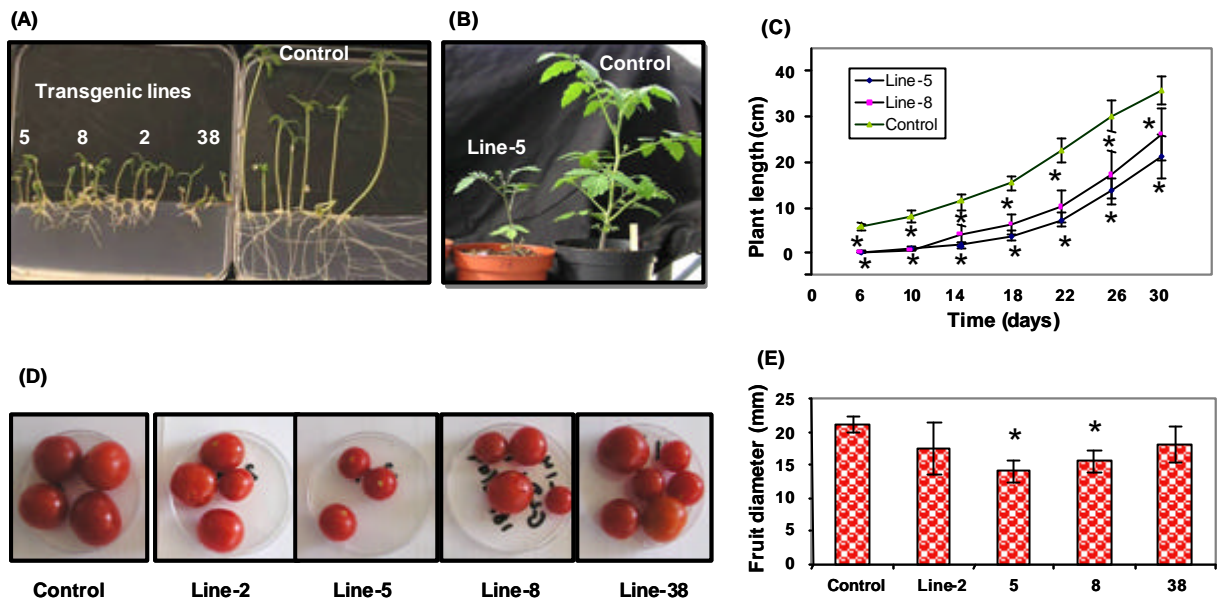 (A)
Control
Transgenic lines
5 8 2 38
(B)
Control
Line-5
(C)
Line-5
Line-8
Control
Plant length (cm)
40
30
20
10
0
* * * * * * *
* * * * * * *
0 6 10 14 18 22 26 30
Time (days)
(D)
Control Line-2 Line-5 Line-8 Line-38
(E)
Fruit diameter (mm)
25
20
15
10
5
0
* *
Control Line-2 5 8 38